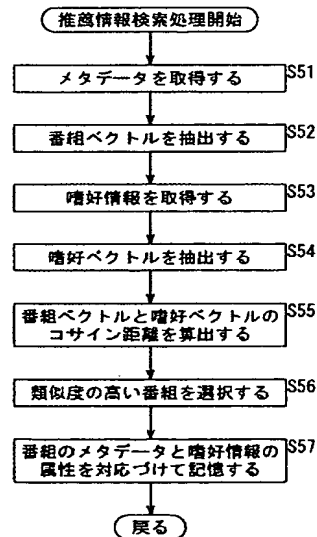 推薦情報検索処理開始
メタデータを取得する S51
番組ベクトルを抽出する S52
嗜好情報を取得する S53
嗜好ベクトルを抽出する S54
番組ベクトルと嗜好ベクトルの S55
コサイン距離を算出する
類似度の高い番組を選択する S56
番組のメタデータと嗜好情報の S57
属性を対応づけて記憶する
戻る